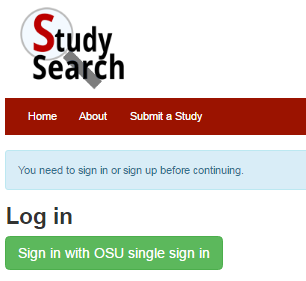 Study
Search
Home About Submit a Study
You need to sign in or sign up before continuing.
Log in
Sign in with OSU single sign in